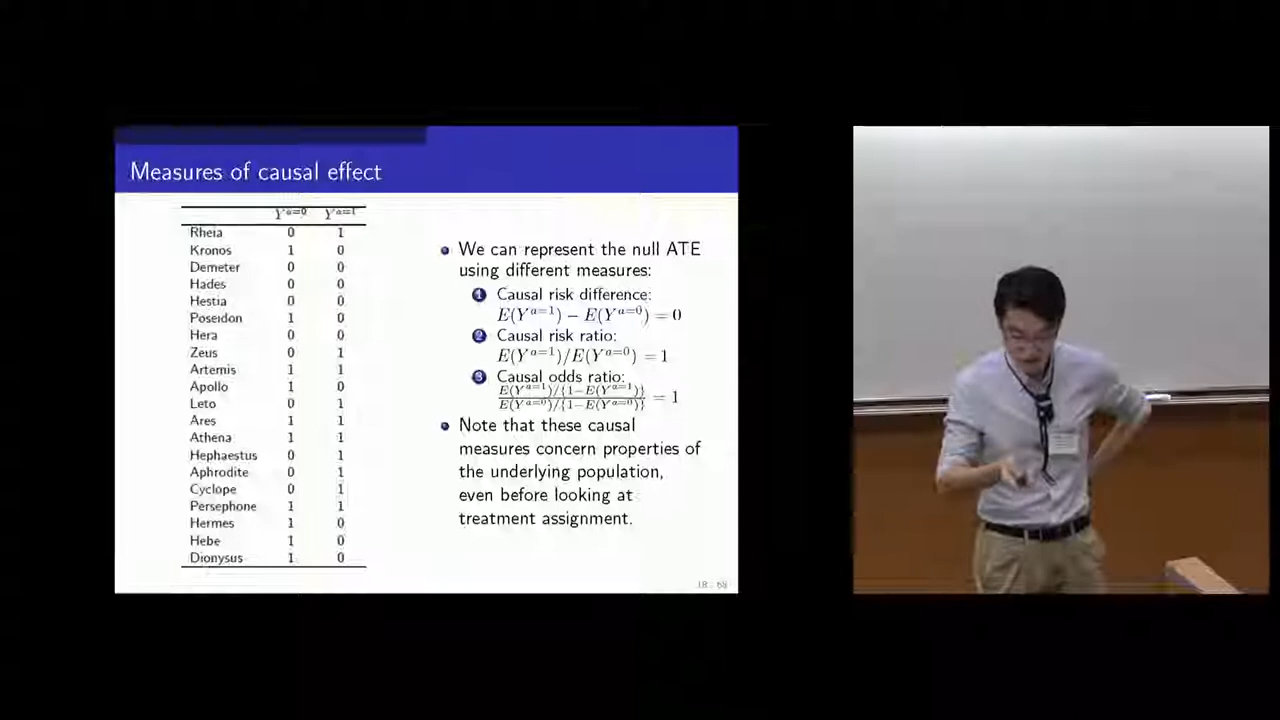 Measures of causal effect
Y^{a=0} Y^{a=1}
Rheia 0 1
Kronos 1 0
Demeter 0 0
Hades 0 0
Hestia 0 0
Poseidon 1 0
Hera 0 0
Zeus 0 1
Artemis 1 1
Apollo 1 0
Leto 0 1
Ares 1 1
Athena 1 1
Hephaestus 0 1
Aphrodite 0 1
Cyclope 0 1
Persephone 1 1
Hermes 1 0
Hebe 1 0
Dionysus 1 0
• We can represent the null ATE
using different measures:
1 Causal risk difference:
E(Y^{a=1}) − E(Y^{a=0}) = 0
2 Causal risk ratio:
E(Y^{a=1})/E(Y^{a=0}) = 1
3 Causal odds ratio:
E(Y^{a=1})/{1−E(Y^{a=1})}
E(Y^{a=0})/{1−E(Y^{a=0})} = 1
• Note that these causal
measures concern properties of
the underlying population,
even before looking at
treatment assignment.
18 / 68